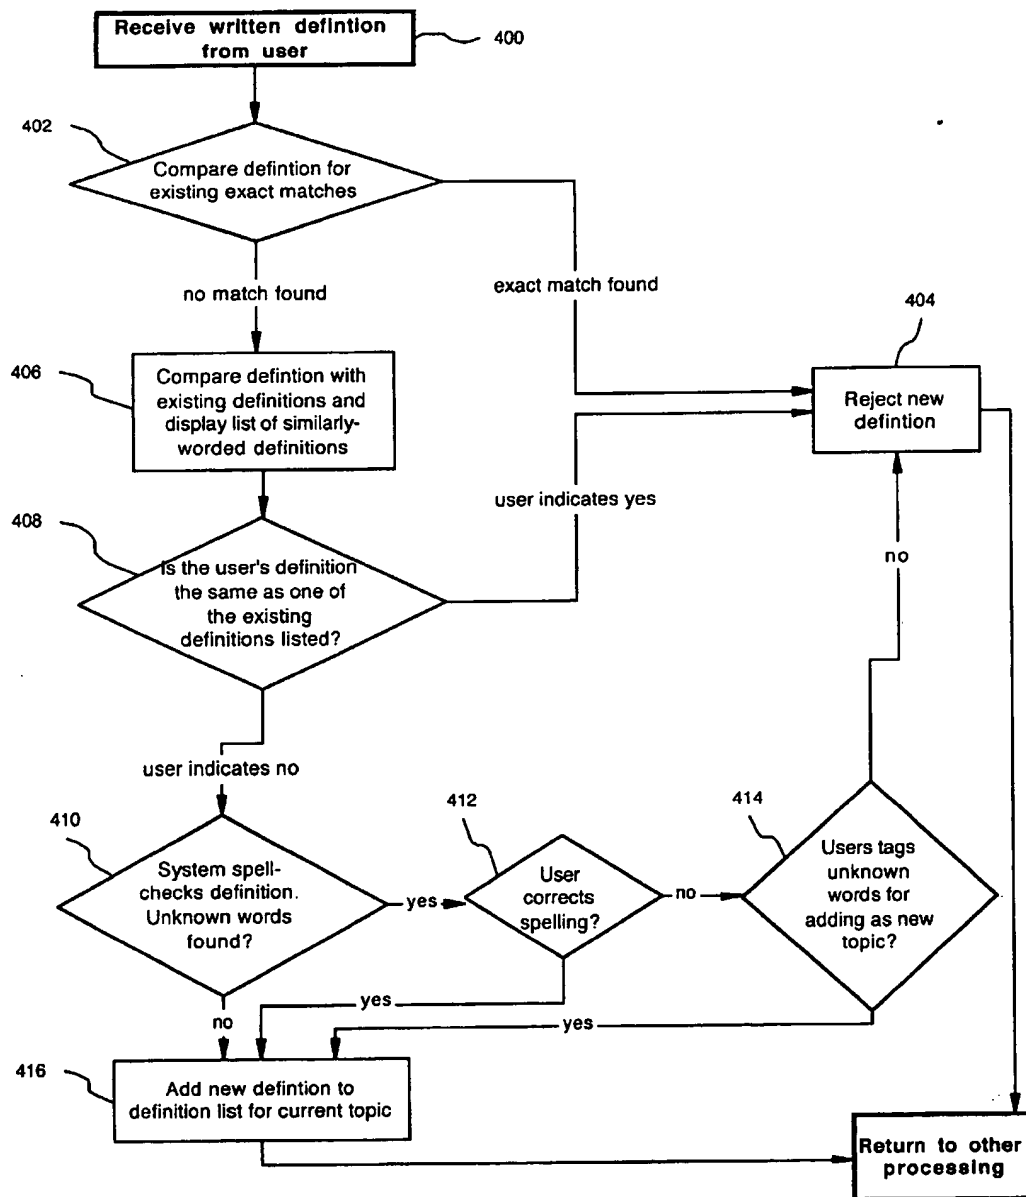 Receive written defintion
from user
400
402
Compare defintion for
existing exact matches
no match found
exact match found
404
406
Compare defintion with
existing definitions and
display list of similarly-
worded definitions
Reject new
defintion
user indicates yes
408
Is the user's definition
the same as one of
the existing
definitions listed?
no
user indicates no
410
System spell-
checks definition.
Unknown words
found?
yes
412
User
corrects
spelling?
no
414
Users tags
unknown
words for
adding as new
topic?
no
yes
yes
416
Add new defintion to
definition list for current topic
Return to other
processing